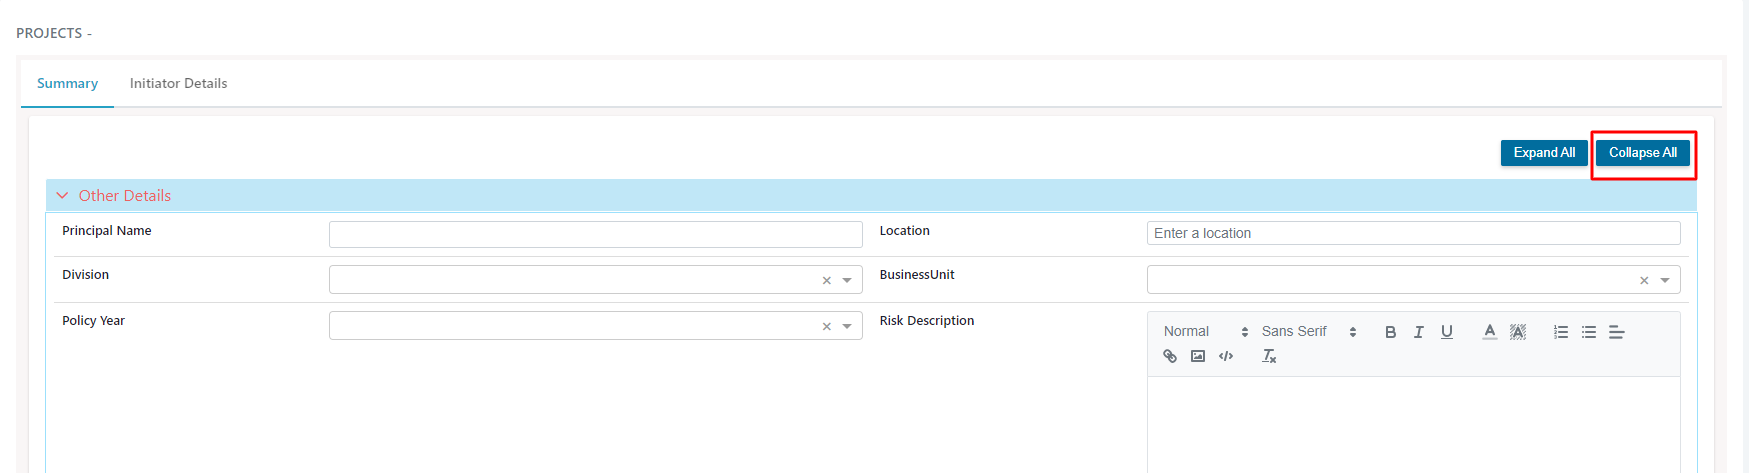 PROJECTS -
Summary Initiator Details
Expand All Collapse All
Other Details
Principal Name Location Enter a location
Division BusinessUnit
Policy Year Risk Description Normal Sans Serif B I U A A